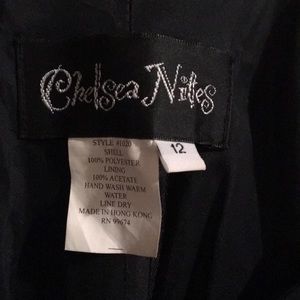 Chelsea Nites
12
STYLE #1020
SHELL
100% POLYESTER
LINING
100% ACETATE
HAND WASH WARM
WATER
LINE DRY
MADE IN HONG KONG
RN 99674